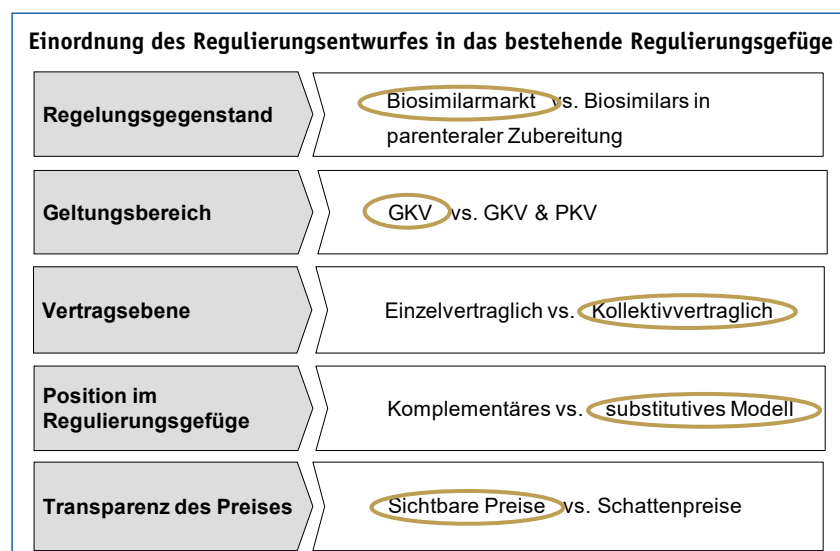 Einordnung des Regulierungsentwurfes in das bestehende Regulierungsgefüge
Regelungsgegenstand
Biosimilarmarkt vs. Biosimilars in
parenteraler Zubereitung
Geltungsbereich
GKV vs. GKV & PKV
Vertragsebene
Einzelvertraglich vs. Kollektivvertraglich
Position im
Regulierungsgefüge
Komplementäres vs. substitutives Modell
Transparenz des Preises
Sichtbare Preise vs. Schattenpreise